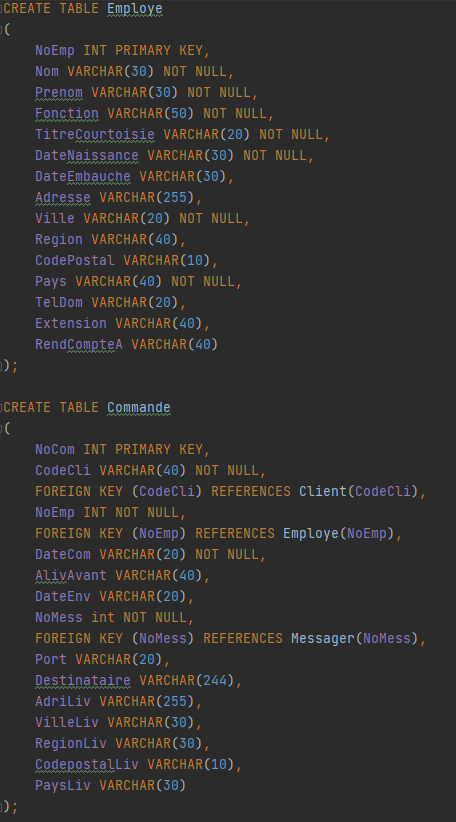 CREATE TABLE Employe
(
    NoEmp INT PRIMARY KEY,
    Nom VARCHAR(30) NOT NULL,
    Prenom VARCHAR(30) NOT NULL,
    Fonction VARCHAR(50) NOT NULL,
    TitreCourtoisie VARCHAR(20) NOT NULL,
    DateNaissance VARCHAR(30) NOT NULL,
    DateEmbauche VARCHAR(30),
    Adresse VARCHAR(255),
    Ville VARCHAR(20) NOT NULL,
    Region VARCHAR(40),
    CodePostal VARCHAR(10),
    Pays VARCHAR(40) NOT NULL,
    TelDom VARCHAR(20),
    Extension VARCHAR(40),
    RendCompteA VARCHAR(40)
);
CREATE TABLE Commande
(
    NoCom INT PRIMARY KEY,
    CodeCli VARCHAR(40) NOT NULL,
    FOREIGN KEY (CodeCli) REFERENCES Client(CodeCli),
    NoEmp INT NOT NULL,
    FOREIGN KEY (NoEmp) REFERENCES Employe(NoEmp),
    DateCom VARCHAR(20) NOT NULL,
    AlivAvant VARCHAR(40),
    DateEnv VARCHAR(20),
    NoMess int NOT NULL,
    FOREIGN KEY (NoMess) REFERENCES Messager(NoMess),
    Port VARCHAR(20),
    Destinataire VARCHAR(244),
    AdriLiv VARCHAR(255),
    VilleLiv VARCHAR(30),
    RegionLiv VARCHAR(30),
    CodepostalLiv VARCHAR(10),
    PaysLiv VARCHAR(30)
);